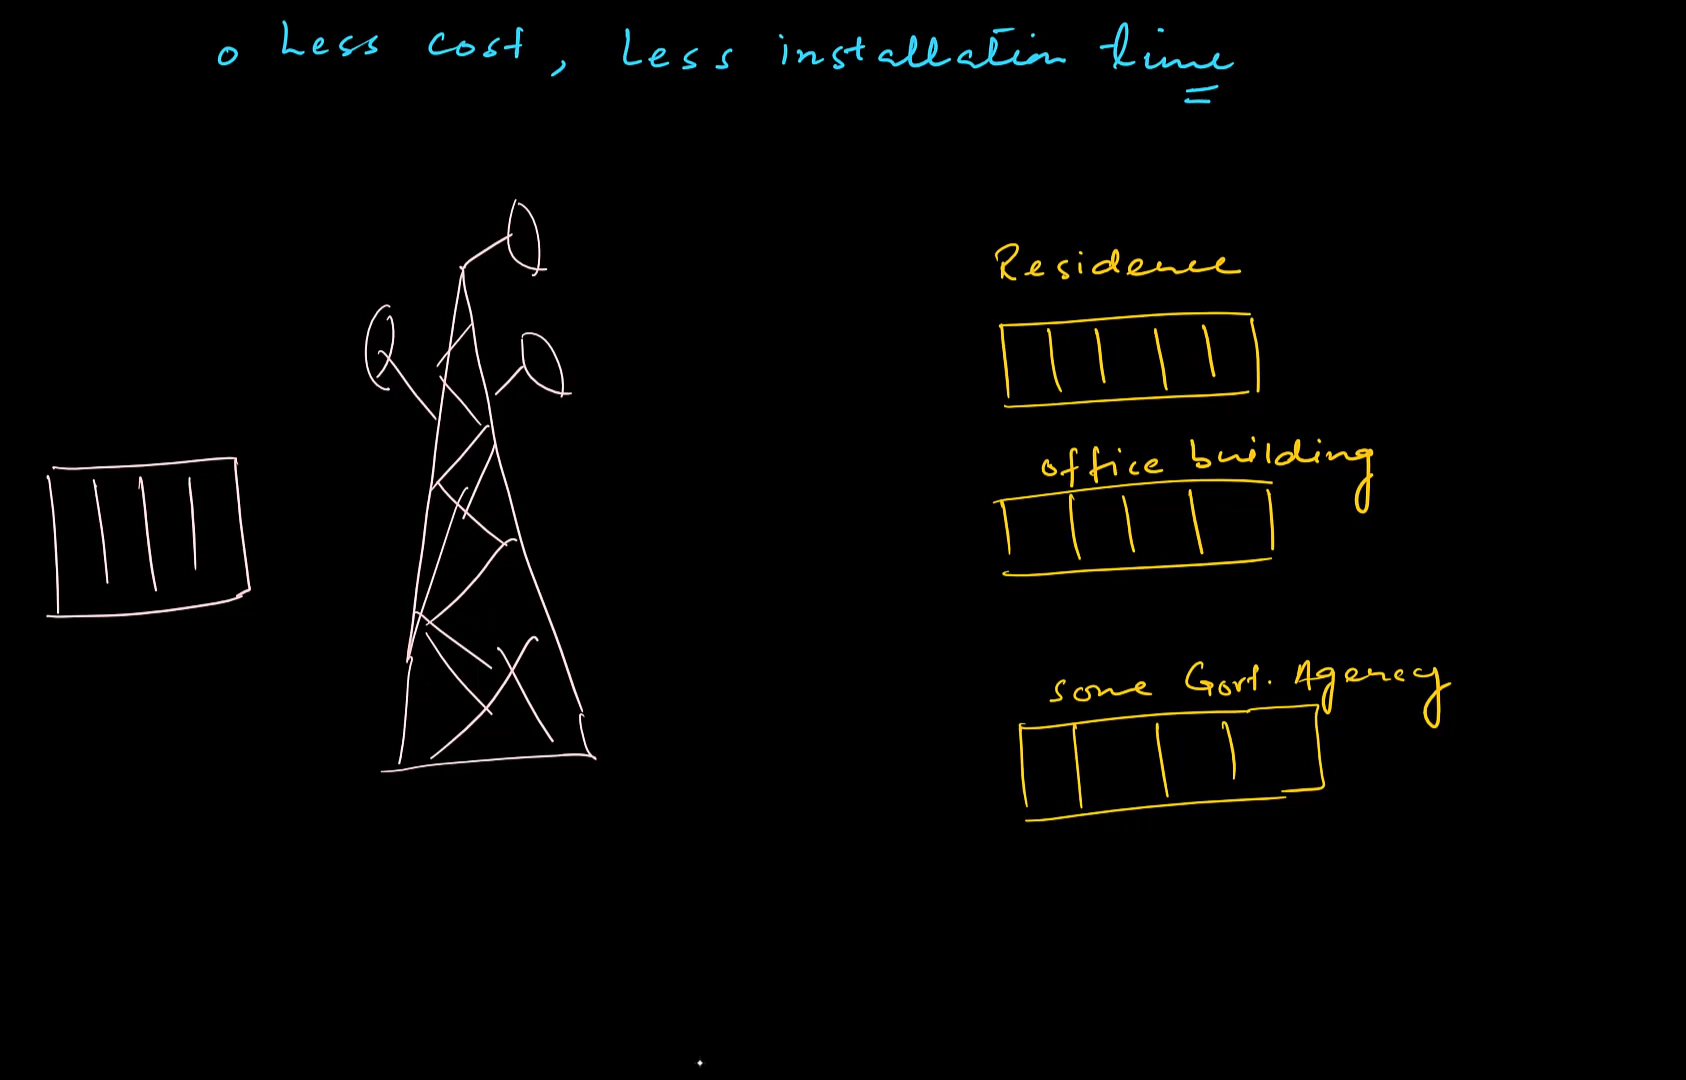 o Less cost, Less installation time
Residence
office building
some Govt. Agency